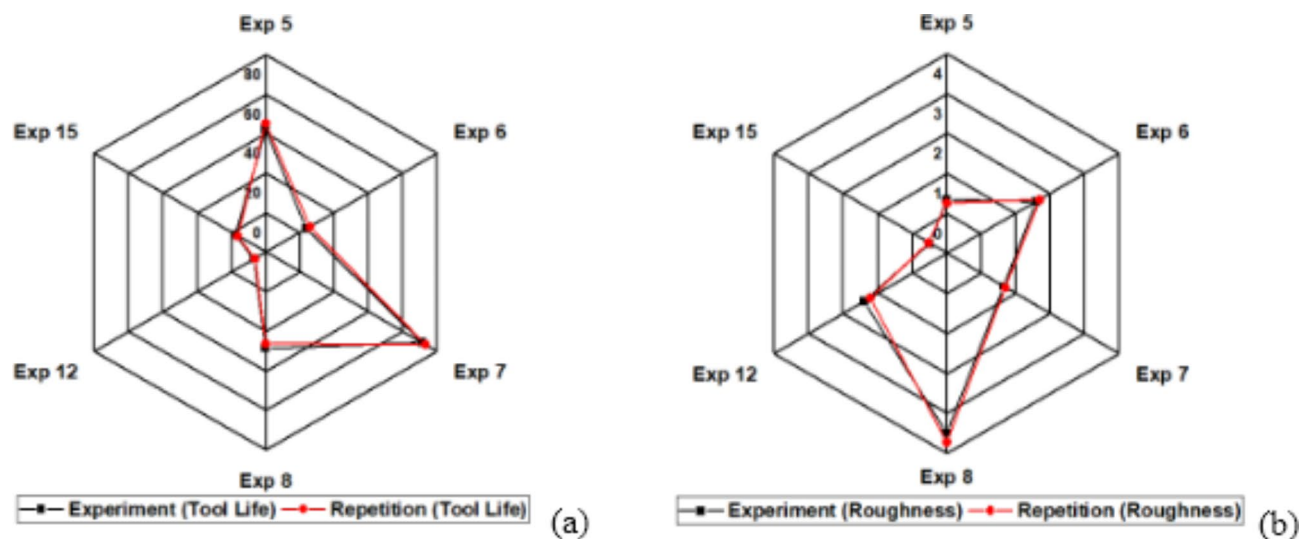 Exp 5
80
60
40
20
0
Exp 6
Exp 7
Exp 8
Exp 12
Exp 15
Experiment (Tool Life) Repetition (Tool Life)
(a)
Exp 5
4
3
2
1
0
Exp 6
Exp 7
Exp 8
Exp 12
Exp 15
Experiment (Roughness) Repetition (Roughness)
(b)